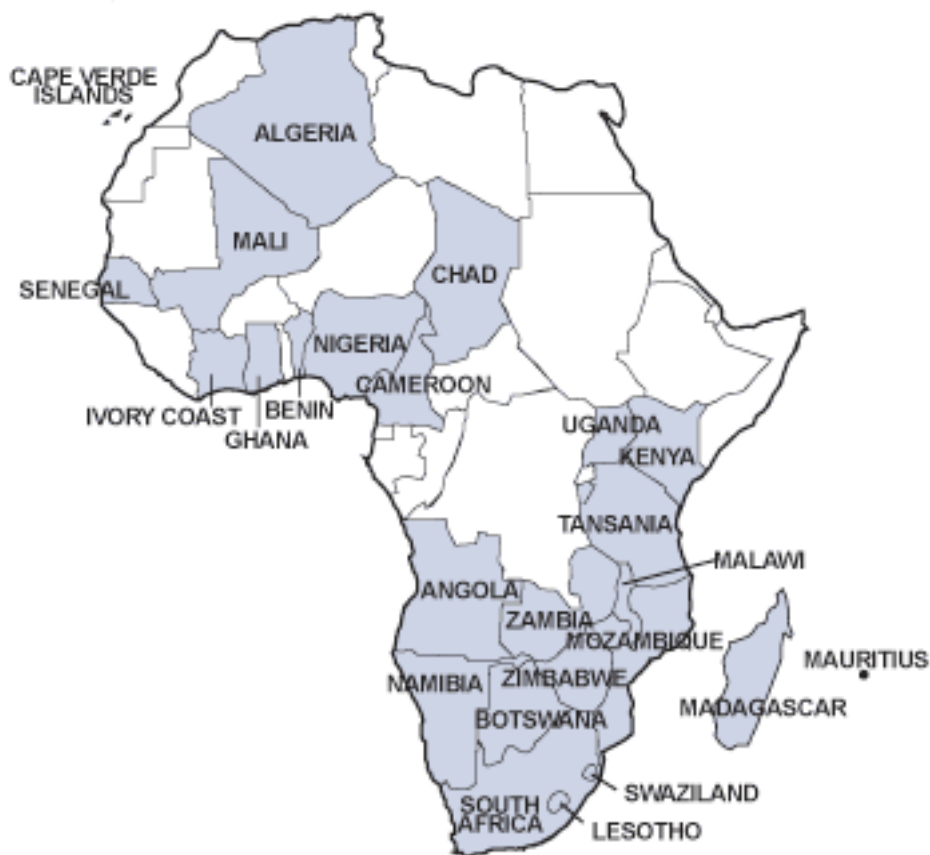 CAPE VERDE
ISLANDS
ALGERIA
MALI
CHAD
SENEGAL
NIGERIA
CAMEROON
IVORY COAST
BENIN
GHANA
UGANDA
KENYA
TANSANIA
MALAWI
ANGOLA
ZAMBIA
MOZAMBIQUE
MAURITIUS
NAMIBIA
ZIMBABWE
MADAGASCAR
BOTSWANA
SWAZILAND
SOUTH
AFRICA
LESOTHO